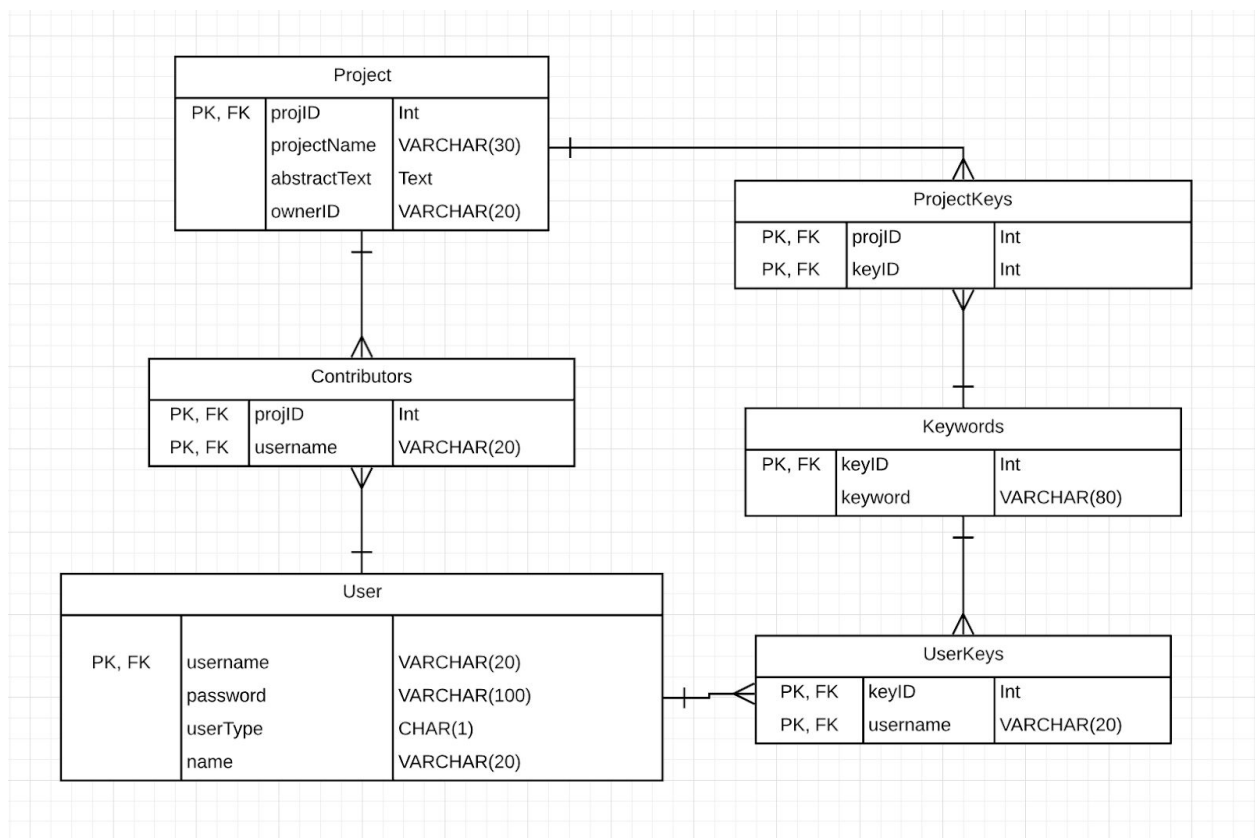 Project
PK, FK projID Int
projectName VARCHAR(30)
abstractText Text
ownerID VARCHAR(20)
ProjectKeys
PK, FK projID Int
PK, FK keyID Int
Contributors
PK, FK projID Int
PK, FK username VARCHAR(20)
Keywords
PK, FK keyID Int
keyword VARCHAR(80)
User
PK, FK username VARCHAR(20)
password VARCHAR(100)
userType CHAR(1)
name VARCHAR(20)
UserKeys
PK, FK keyID Int
PK, FK username VARCHAR(20)